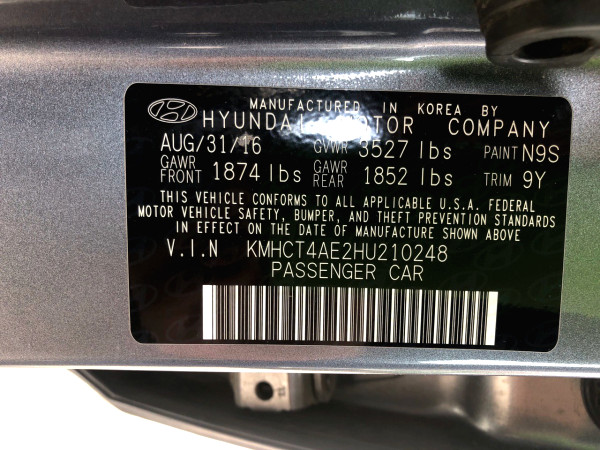 MANUFACTURED IN KOREA BY
HYUNDAI MOTOR COMPANY
AUG/31/16 GVWR 3527 lbs PAINT N9S
GAWR FRONT 1874 lbs GAWR REAR 1852 lbs TRIM 9Y
THIS VEHICLE CONFORMS TO ALL APPLICABLE U.S.A. FEDERAL
MOTOR VEHICLE SAFETY, BUMPER, AND THEFT PREVENTION STANDARDS
IN EFFECT ON THE DATE OF MANUFACTURE SHOWN ABOVE
V.I.N KMHCT4AE2HU210248
PASSENGER CAR